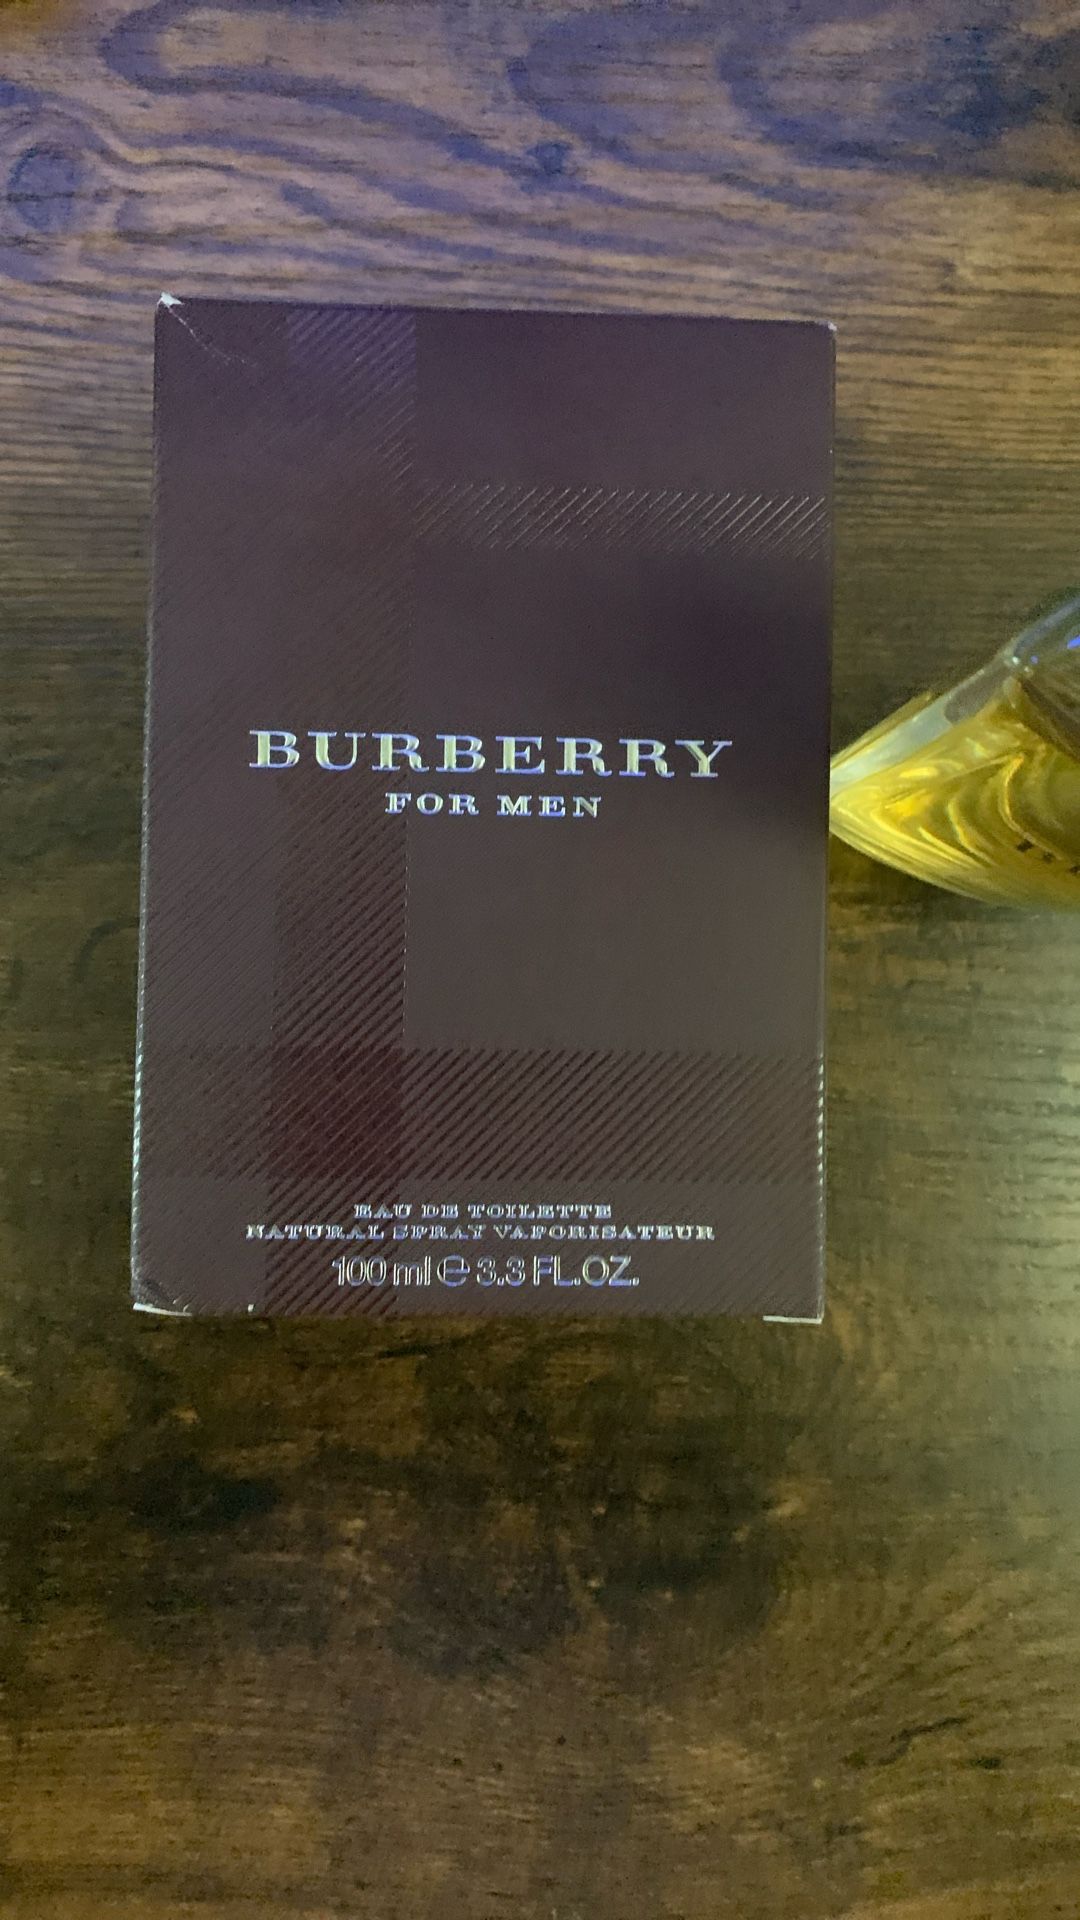 BURBERRY
FOR MEN
EAU DE TOILETTE
NATURAL SPRAY VAPORISATEUR
100 ml e 3.3 FL.OZ.